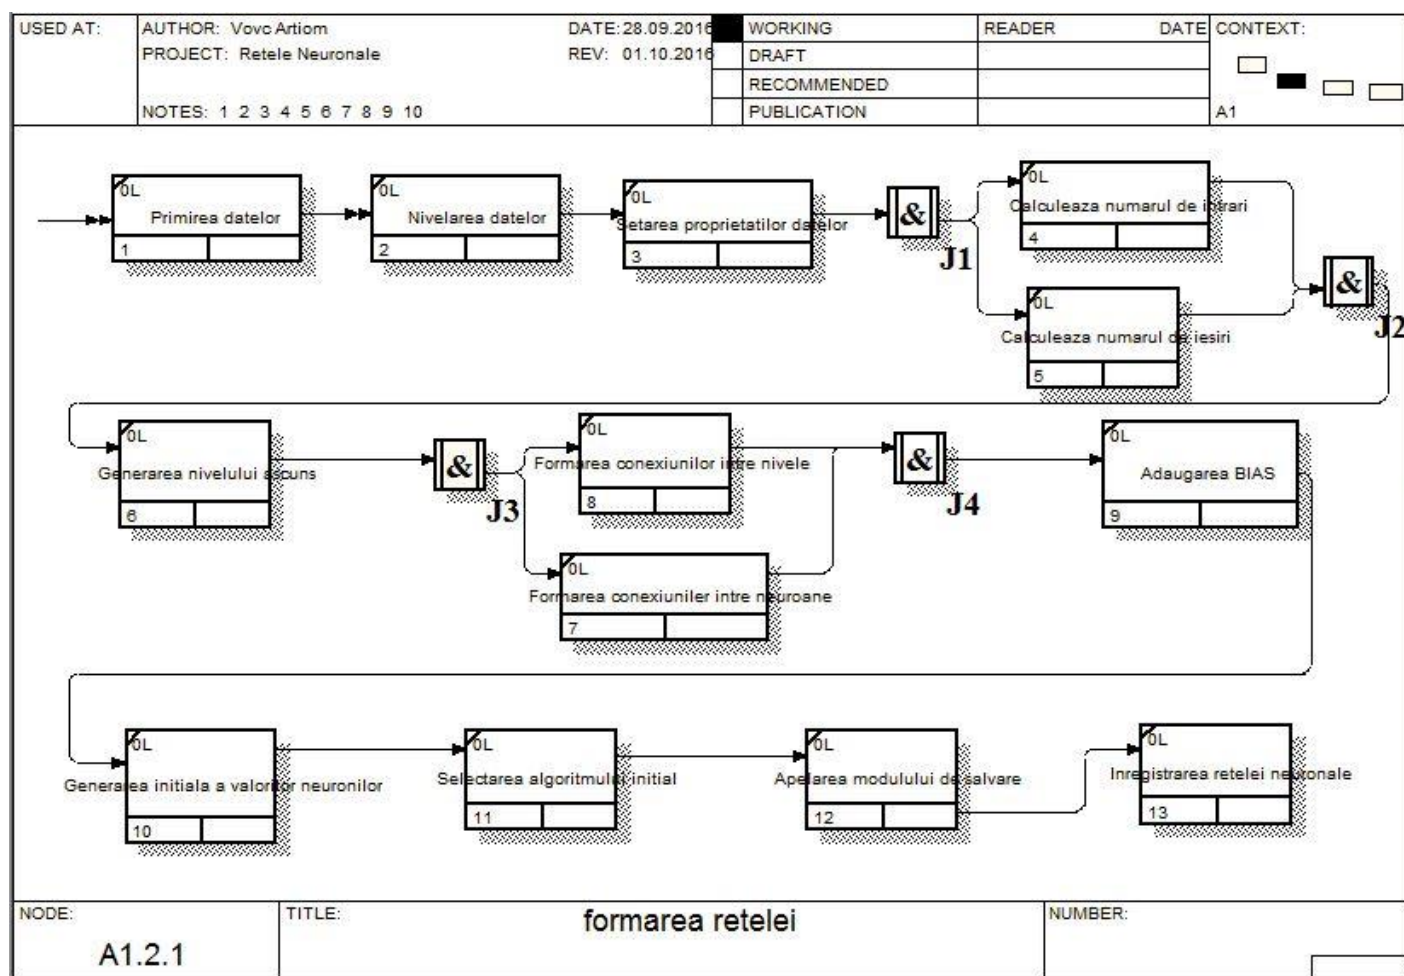 USED AT:
AUTHOR: Vovc Artiom
DATE: 28.09.2016
WORKING
READER
DATE
CONTEXT:
PROJECT: Retele Neuronale
REV: 01.10.2016
DRAFT
RECOMMENDED
NOTES: 1 2 3 4 5 6 7 8 9 10
PUBLICATION
A1
0L
Primirea datelor
1
0L
Nivelarea datelor
2
0L
Setarea proprietatilor datelor
3
&
J1
0L
Calculeaza numarul de intrari
4
0L
Calculeaza numarul de iesiri
5
&
J2
0L
Generarea nivelului ascuns
6
&
J3
0L
Formarea conexiunilor intre nivele
8
0L
Formarea conexiuniler intre neuroane
7
&
J4
0L
Adaugarea BIAS
9
0L
Generarea initiala a valorilor neuronilor
10
0L
Selectarea algoritmului initial
11
0L
Apelarea modulului de salvare
12
0L
Inregistrarea retelei neuronale
13
NODE:
A1.2.1
TITLE:
formarea retelei
NUMBER: